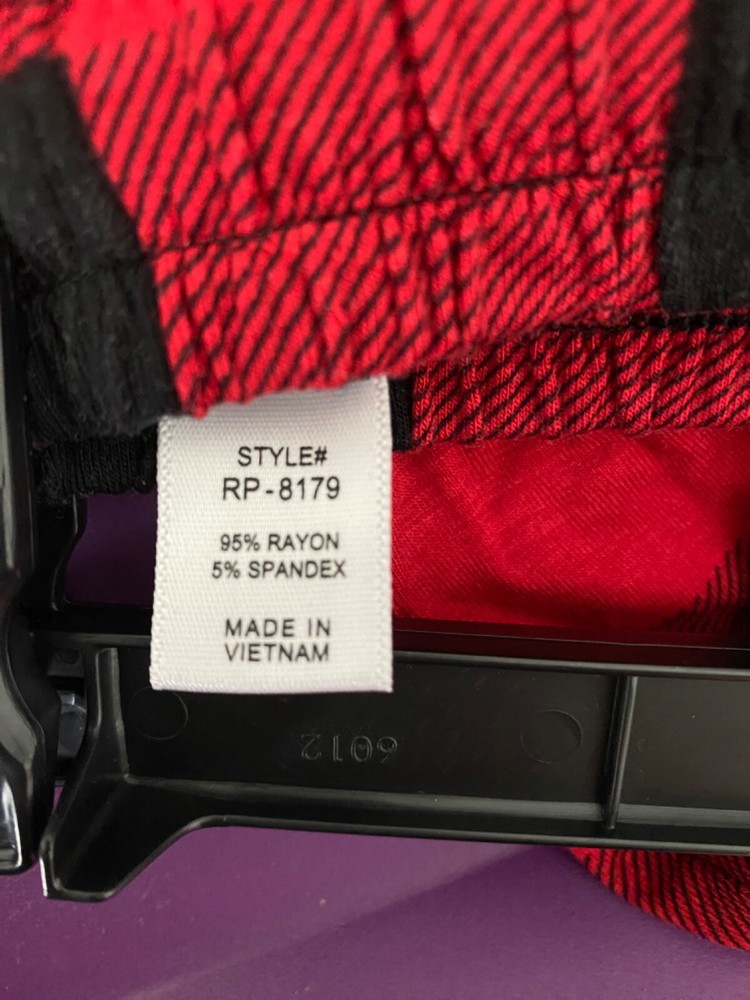 STYLE#
RP-8179
95% RAYON
5% SPANDEX
MADE IN
VIETNAM
6012